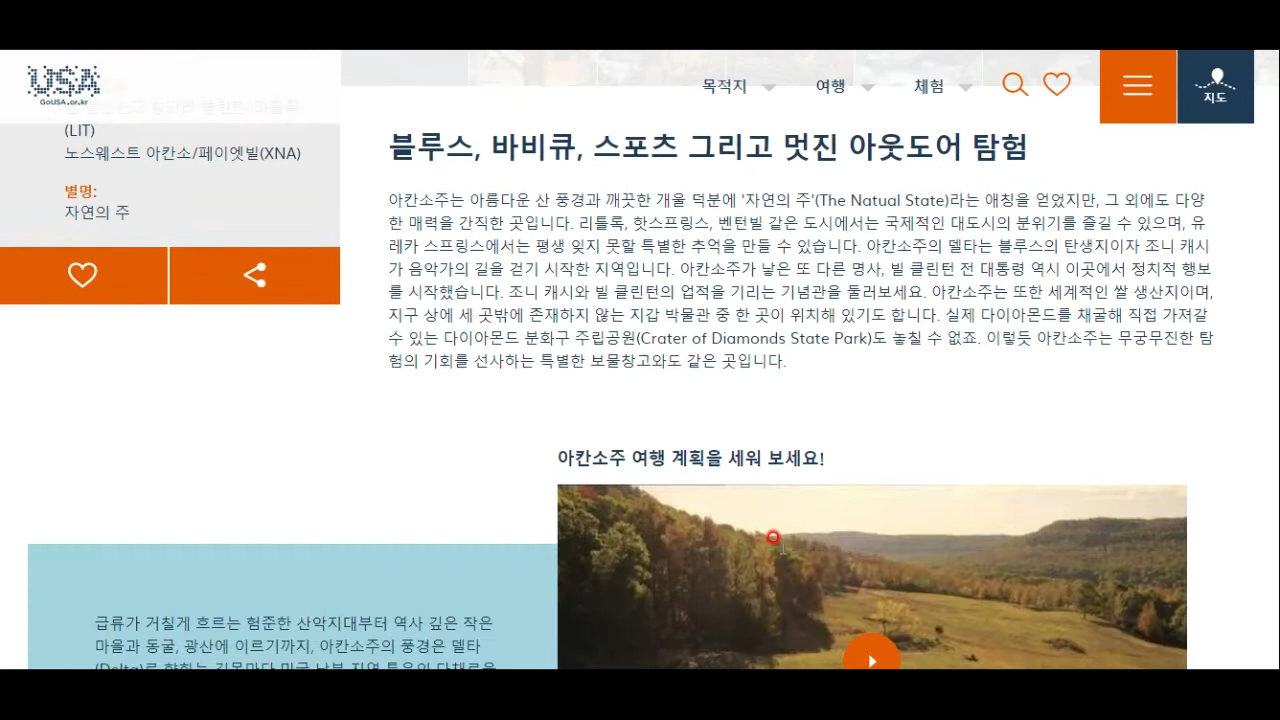 USA
GoUSA.or.kr
목적지
여행
체험
지도
(LIT)
노스웨스트 아칸소/페이엣빌(XNA)
별명:
자연의 주
블루스, 바비큐, 스포츠 그리고 멋진 아웃도어 탐험
아칸소주는 아름다운 산 풍경과 깨끗한 개울 덕분에 '자연의 주'(The Natual State)라는 애칭을 얻었지만, 그 외에도 다양
한 매력을 간직한 곳입니다. 리틀록, 핫스프링스, 벤턴빌 같은 도시에서는 국제적인 대도시의 분위기를 즐길 수 있으며, 유
레카 스프링스에서는 평생 잊지 못할 특별한 추억을 만들 수 있습니다. 아칸소주의 델타는 블루스의 탄생지이자 조니 캐시
가 음악가의 길을 걷기 시작한 지역입니다. 아칸소주가 낳은 또 다른 명사, 빌 클린턴 전 대통령 역시 이곳에서 정치적 행보
를 시작했습니다. 조니 캐시와 빌 클린턴의 업적을 기리는 기념관을 둘러보세요. 아칸소주는 또한 세계적인 쌀 생산지이며,
지구 상에 세 곳밖에 존재하지 않는 지갑 박물관 중 한 곳이 위치해 있기도 합니다. 실제 다이아몬드를 채굴해 직접 가져갈
수 있는 다이아몬드 분화구 주립공원(Crater of Diamonds State Park)도 놓칠 수 없죠. 이렇듯 아칸소주는 무궁무진한 탐
험의 기회를 선사하는 특별한 보물창고와도 같은 곳입니다.
아칸소주 여행 계획을 세워 보세요!
급류가 거칠게 흐르는 험준한 산악지대부터 역사 깊은 작은
마을과 동굴, 광산에 이르기까지, 아칸소주의 풍경은 델타